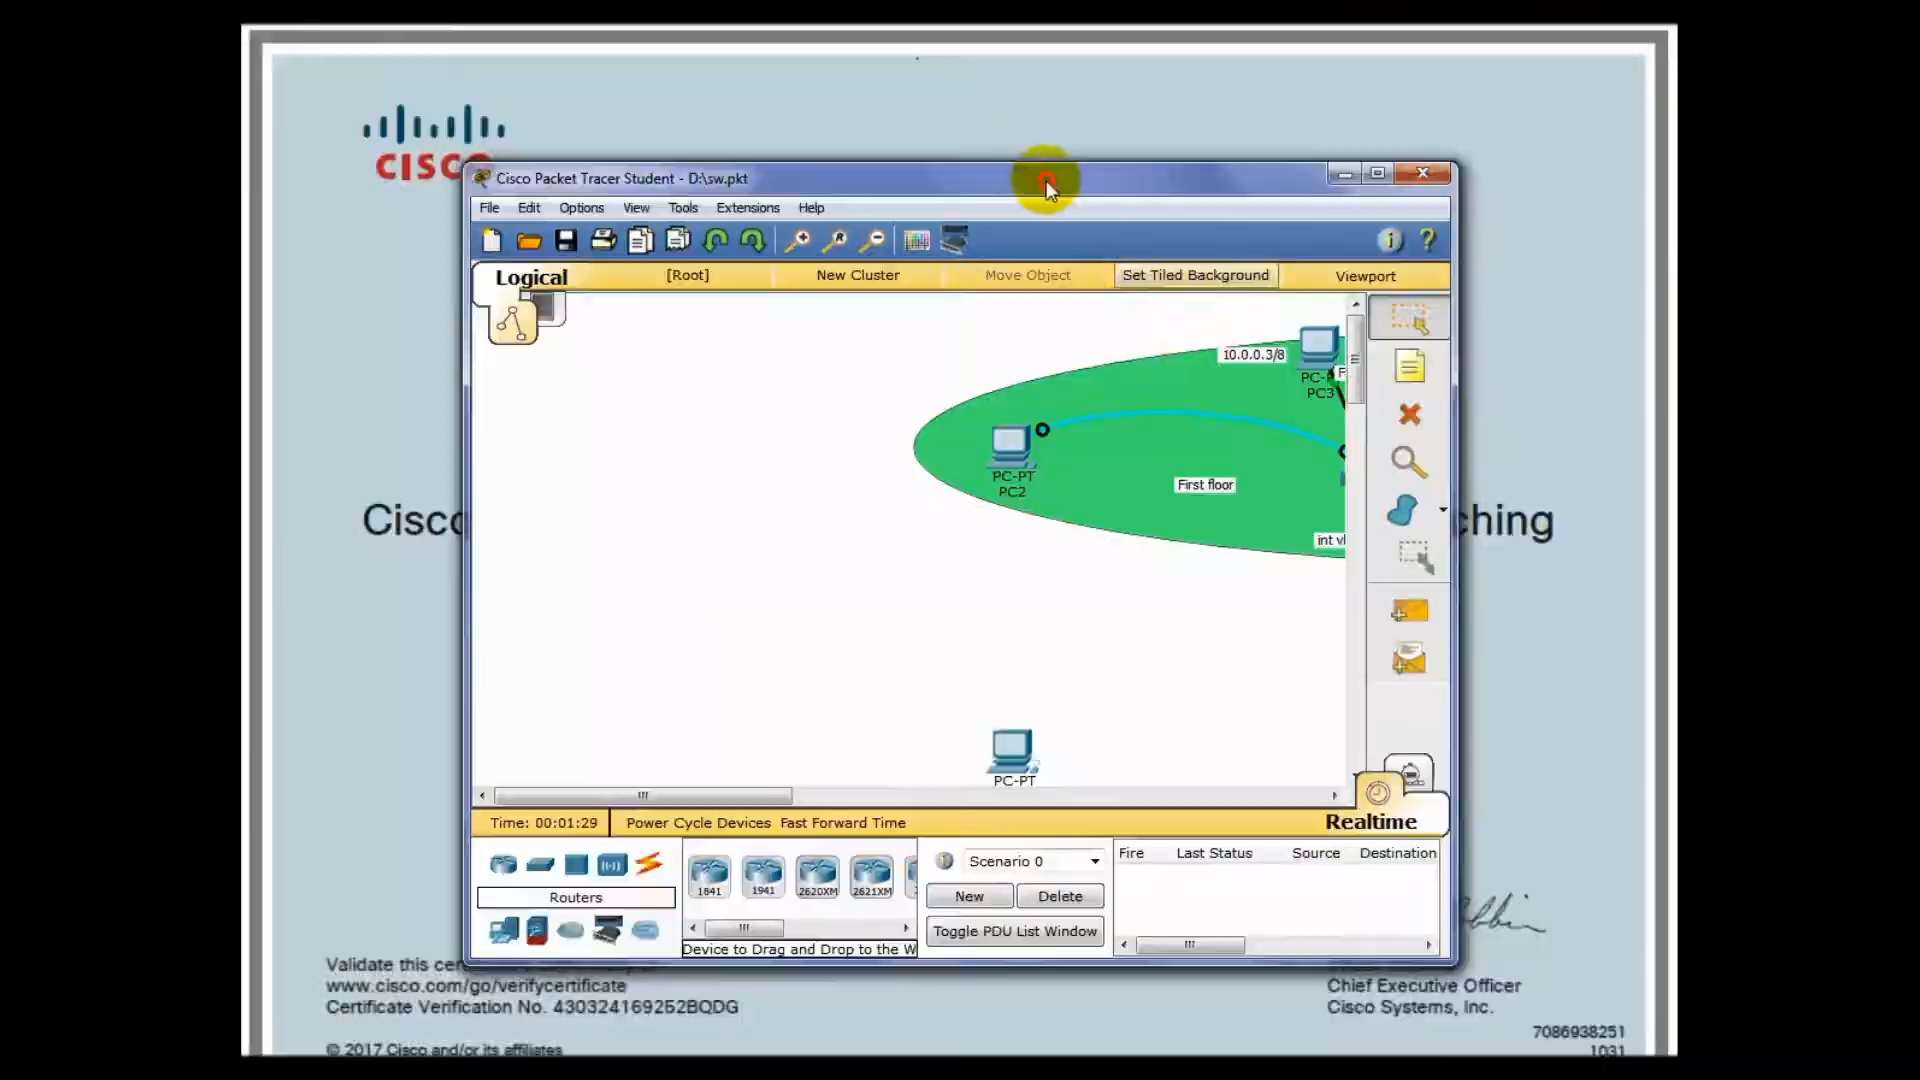 CISCO
Cisco Packet Tracer Student - D:\sw.pkt
File Edit Options View Tools Extensions Help
Logical [Root] New Cluster Move Object Set Tiled Background Viewport
10.0.0.3/8
PC-P
PC3
F
PC-PT
PC2
First floor
int vl
Cisco
ching
PC-PT
Time: 00:01:29 Power Cycle Devices Fast Forward Time Realtime
1841 1941 2620XM 2621XM
Routers
Device to Drag and Drop to the W
Scenario 0
New Delete
Toggle PDU List Window
Fire Last Status Source Destination
Validate this cer
www.cisco.com/go/verifycertificate
Certificate Verification No. 430324169252BQDG
© 2017 Cisco and/or its affiliates
Chief Executive Officer
Cisco Systems, Inc.
7086938251
1031